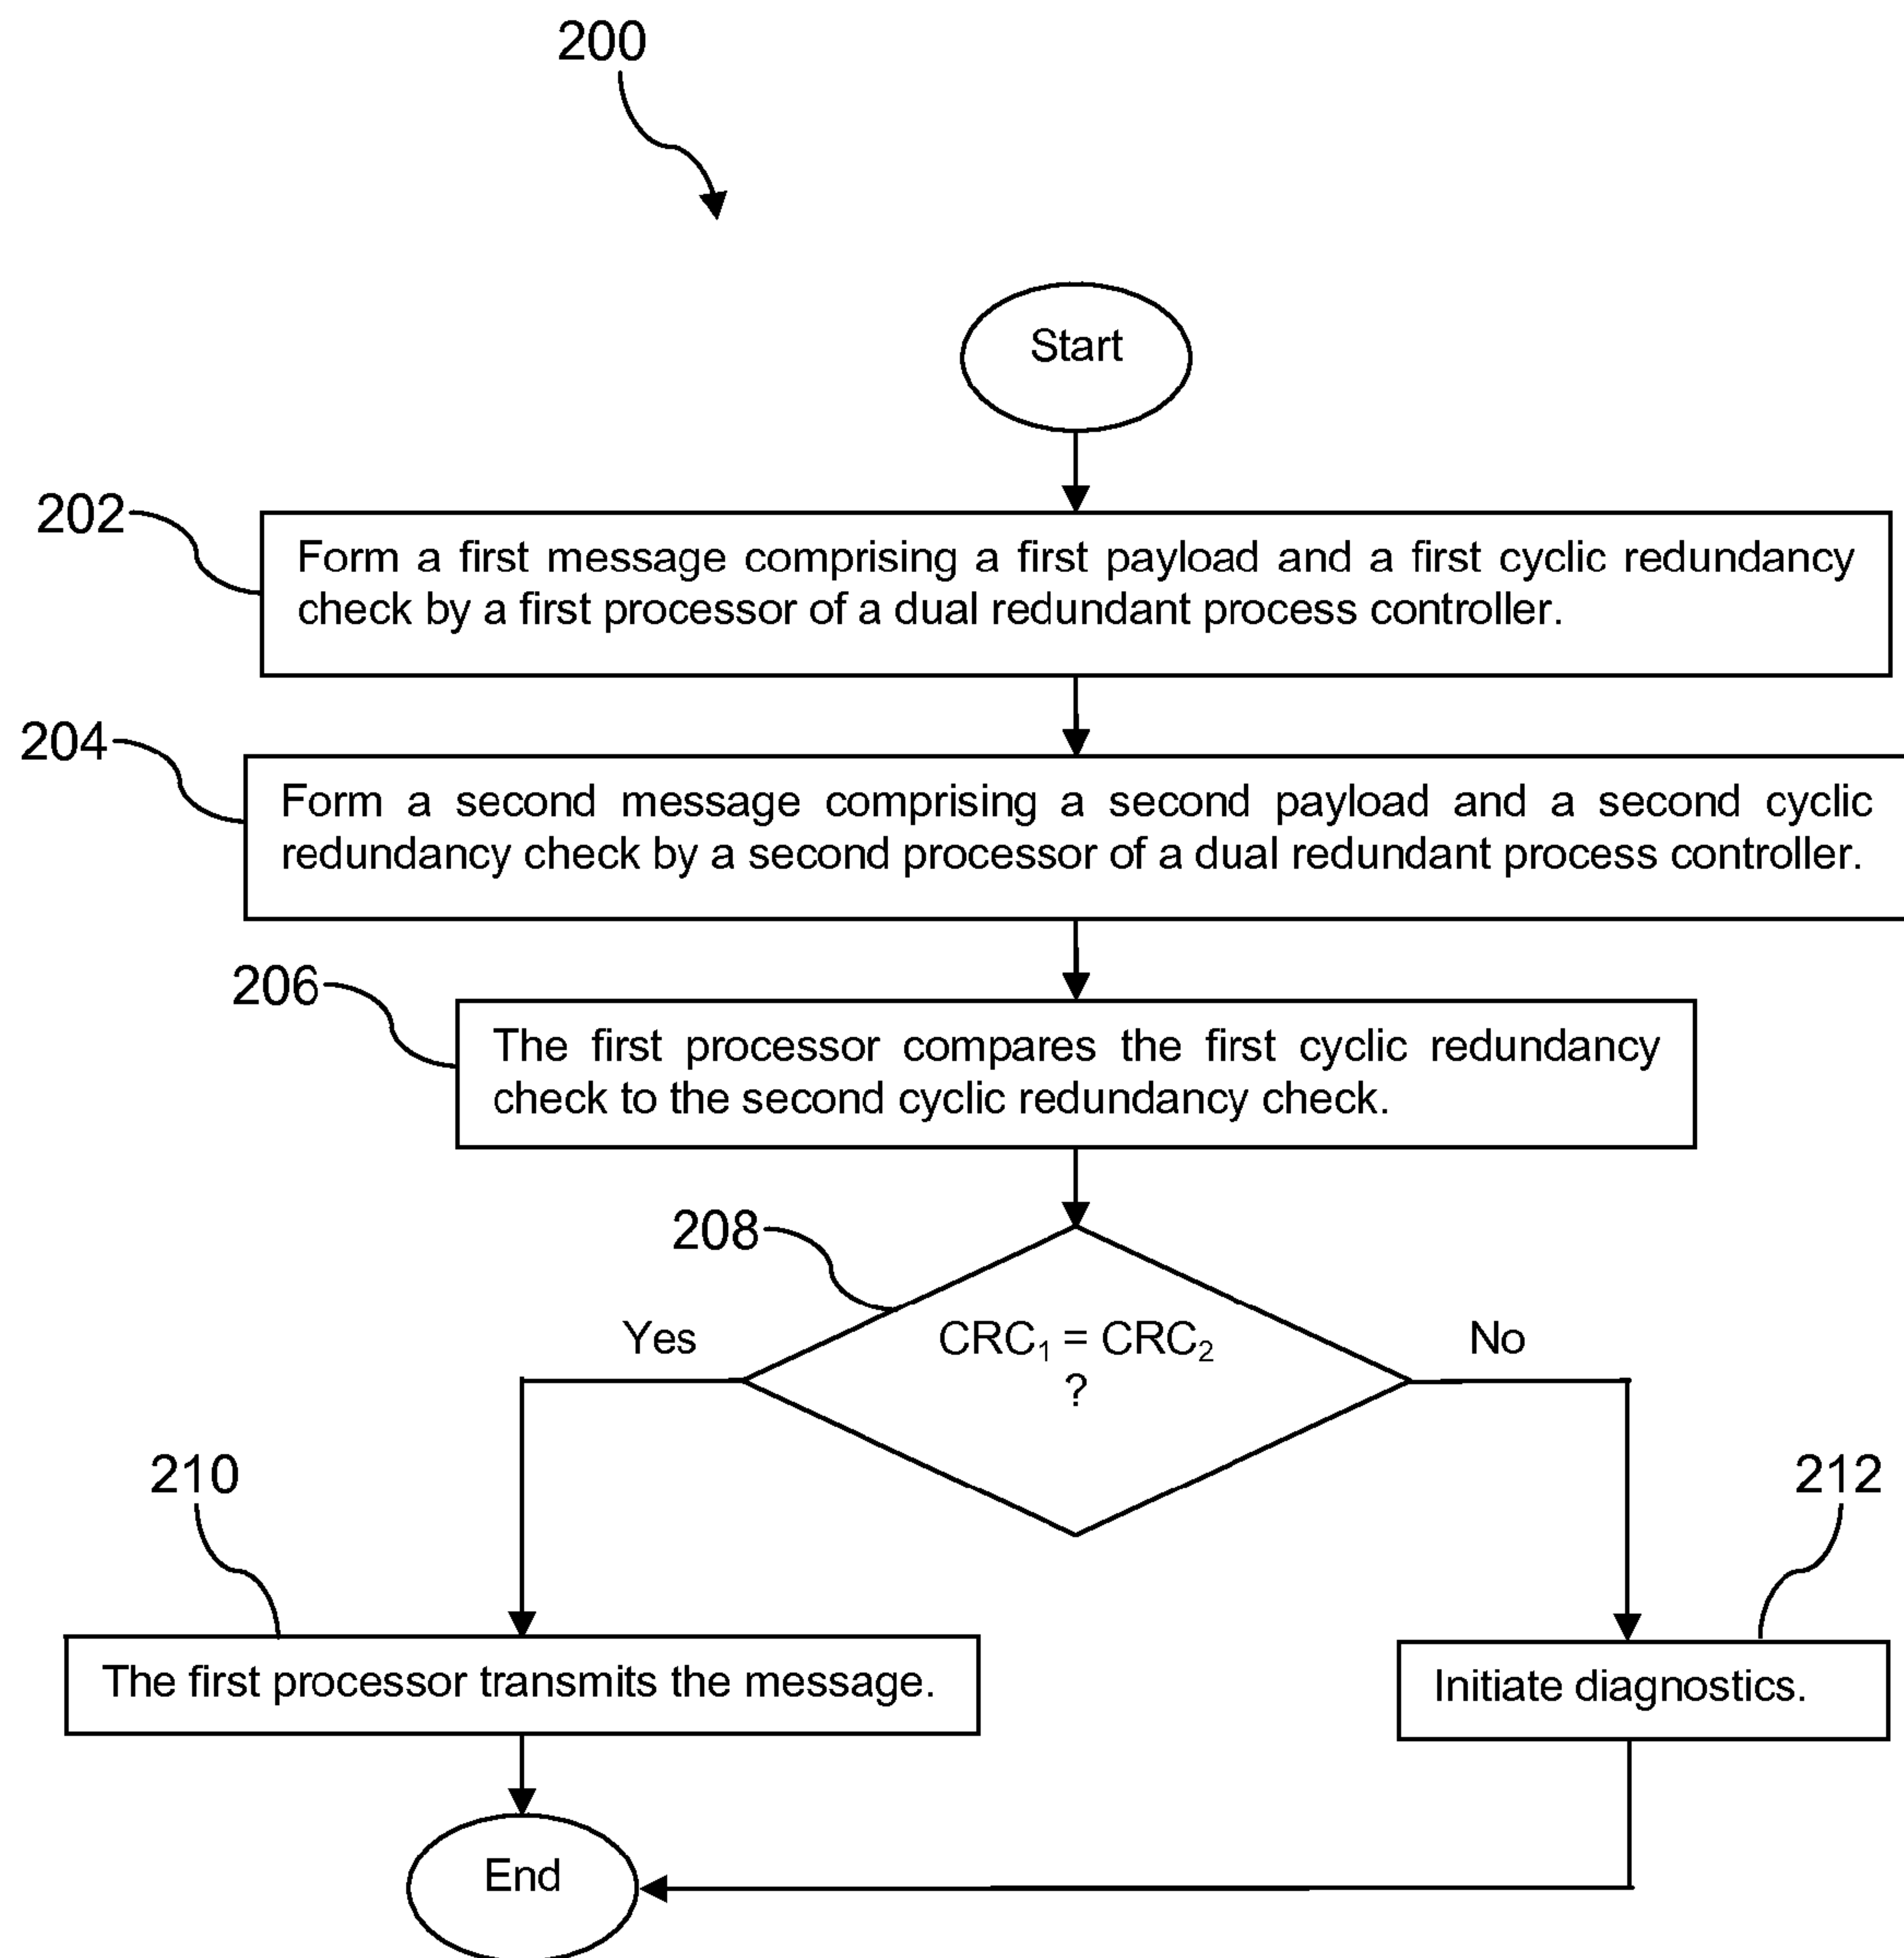 200
Start
202
Form a first message comprising a first payload and a first cyclic redundancy
check by a first processor of a dual redundant process controller.
204
Form a second message comprising a second payload and a second cyclic
redundancy check by a second processor of a dual redundant process controller.
206
The first processor compares the first cyclic redundancy
check to the second cyclic redundancy check.
208
Yes
CRC₁ = CRC₂
?
No
210
212
The first processor transmits the message.
Initiate diagnostics.
End